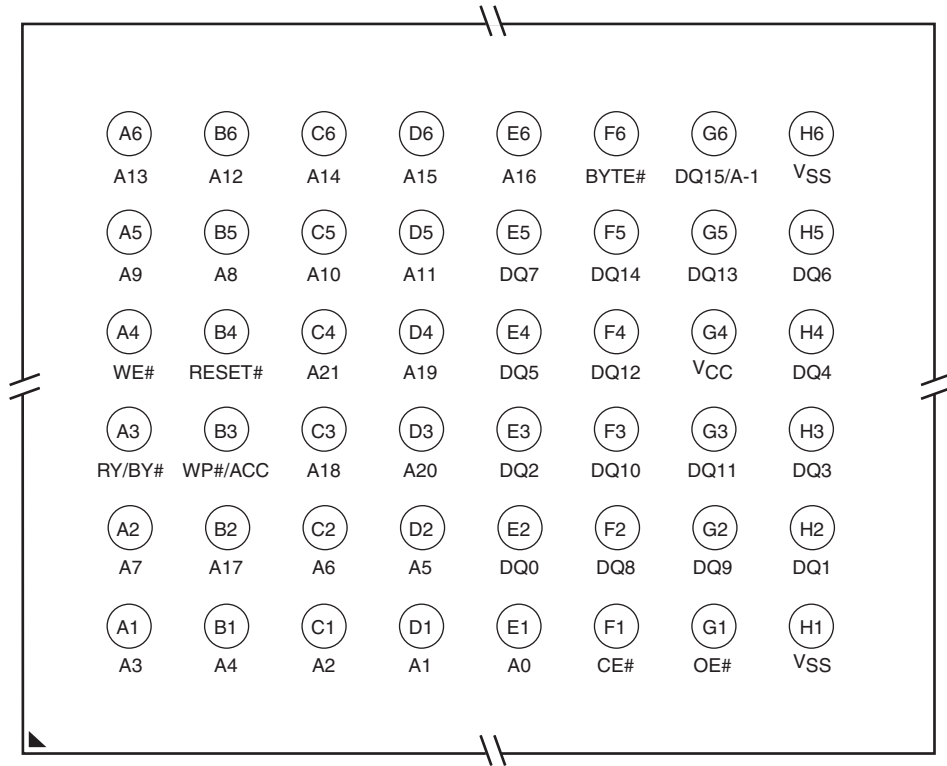 A6 B6 C6 D6 E6 F6 G6 H6
A13 A12 A14 A15 A16 BYTE# DQ15/A-1 VSS
A5 B5 C5 D5 E5 F5 G5 H5
A9 A8 A10 A11 DQ7 DQ14 DQ13 DQ6
A4 B4 C4 D4 E4 F4 G4 H4
WE# RESET# A21 A19 DQ5 DQ12 VCC DQ4
A3 B3 C3 D3 E3 F3 G3 H3
RY/BY# WP#/ACC A18 A20 DQ2 DQ10 DQ11 DQ3
A2 B2 C2 D2 E2 F2 G2 H2
A7 A17 A6 A5 DQ0 DQ8 DQ9 DQ1
A1 B1 C1 D1 E1 F1 G1 H1
A3 A4 A2 A1 A0 CE# OE# VSS